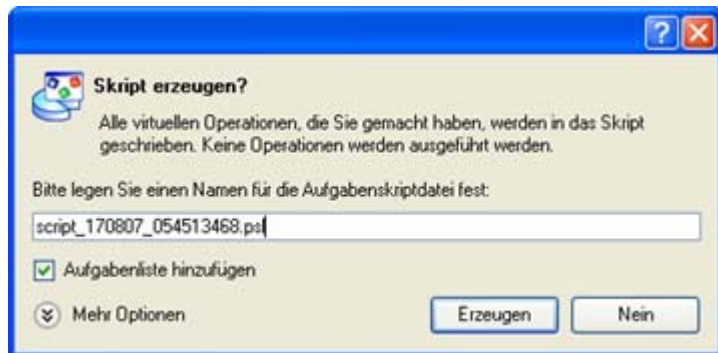 Skript erzeugen?
Alle virtuellen Operationen, die Sie gemacht haben, werden in das Skript
geschrieben. Keine Operationen werden ausgeführt werden.
Bitte legen Sie einen Namen für die Aufgabenskriptdatei fest:
script_170807_054513468.psl
Aufgabenliste hinzufügen
Mehr Optionen
Erzeugen
Nein